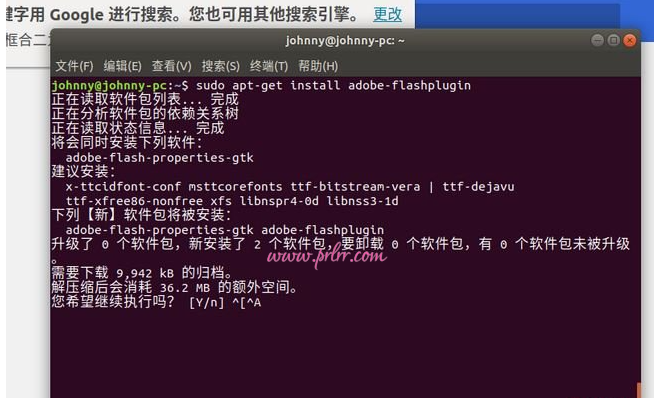 键字用 Google 进行搜索。您也可用其他搜索引擎。 更改
框合二
johnny@johnny-pc: ~
文件(F) 编辑(E) 查看(V) 搜索(S) 终端(T) 帮助(H)
johnny@johnny-pc:~$ sudo apt-get install adobe-flashplugin
正在读取软件包列表... 完成
正在分析软件包的依赖关系树
正在读取状态信息... 完成
将会同时安装下列软件：
adobe-flash-properties-gtk
建议安装：
x-ttcidfont-conf msttcorefonts ttf-bitstream-vera | ttf-dejavu
ttf-xfree86-nonfree xfs libnspr4-0d libnss3-1d
下列【新】软件包将被安装：
adobe-flash-properties-gtk adobe-flashplugin
升级了 0 个软件包，新安装了 2 个软件包，要卸载 0 个软件包，有 0 个软件包未被升级
。
www.prlrr.com
需要下载 9,942 kB 的归档。
解压缩后会消耗 36.2 MB 的额外空间。
您希望继续执行吗？ [Y/n] ^[^A